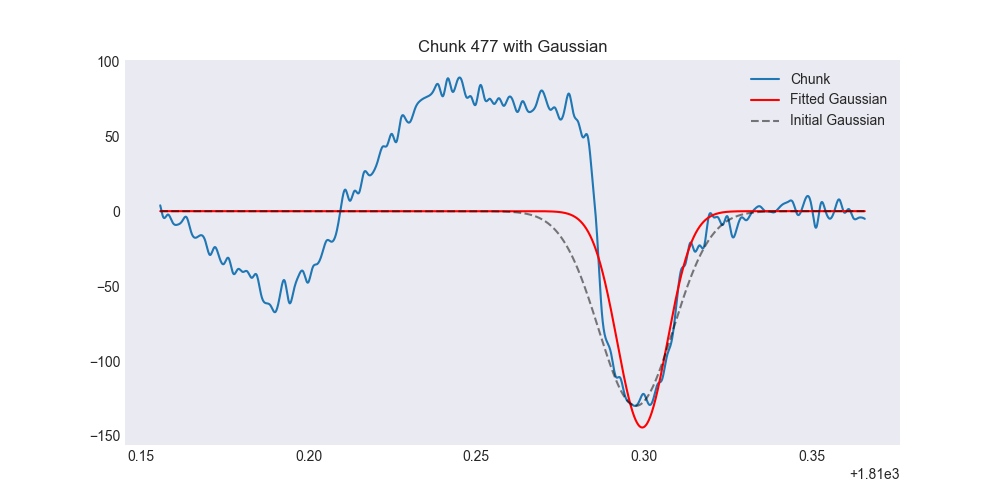 Chunk 477 with Gaussian
100
50
0
−50
−100
−150
0.15 0.20 0.25 0.30 0.35
+1.81e3
Chunk
Fitted Gaussian
Initial Gaussian